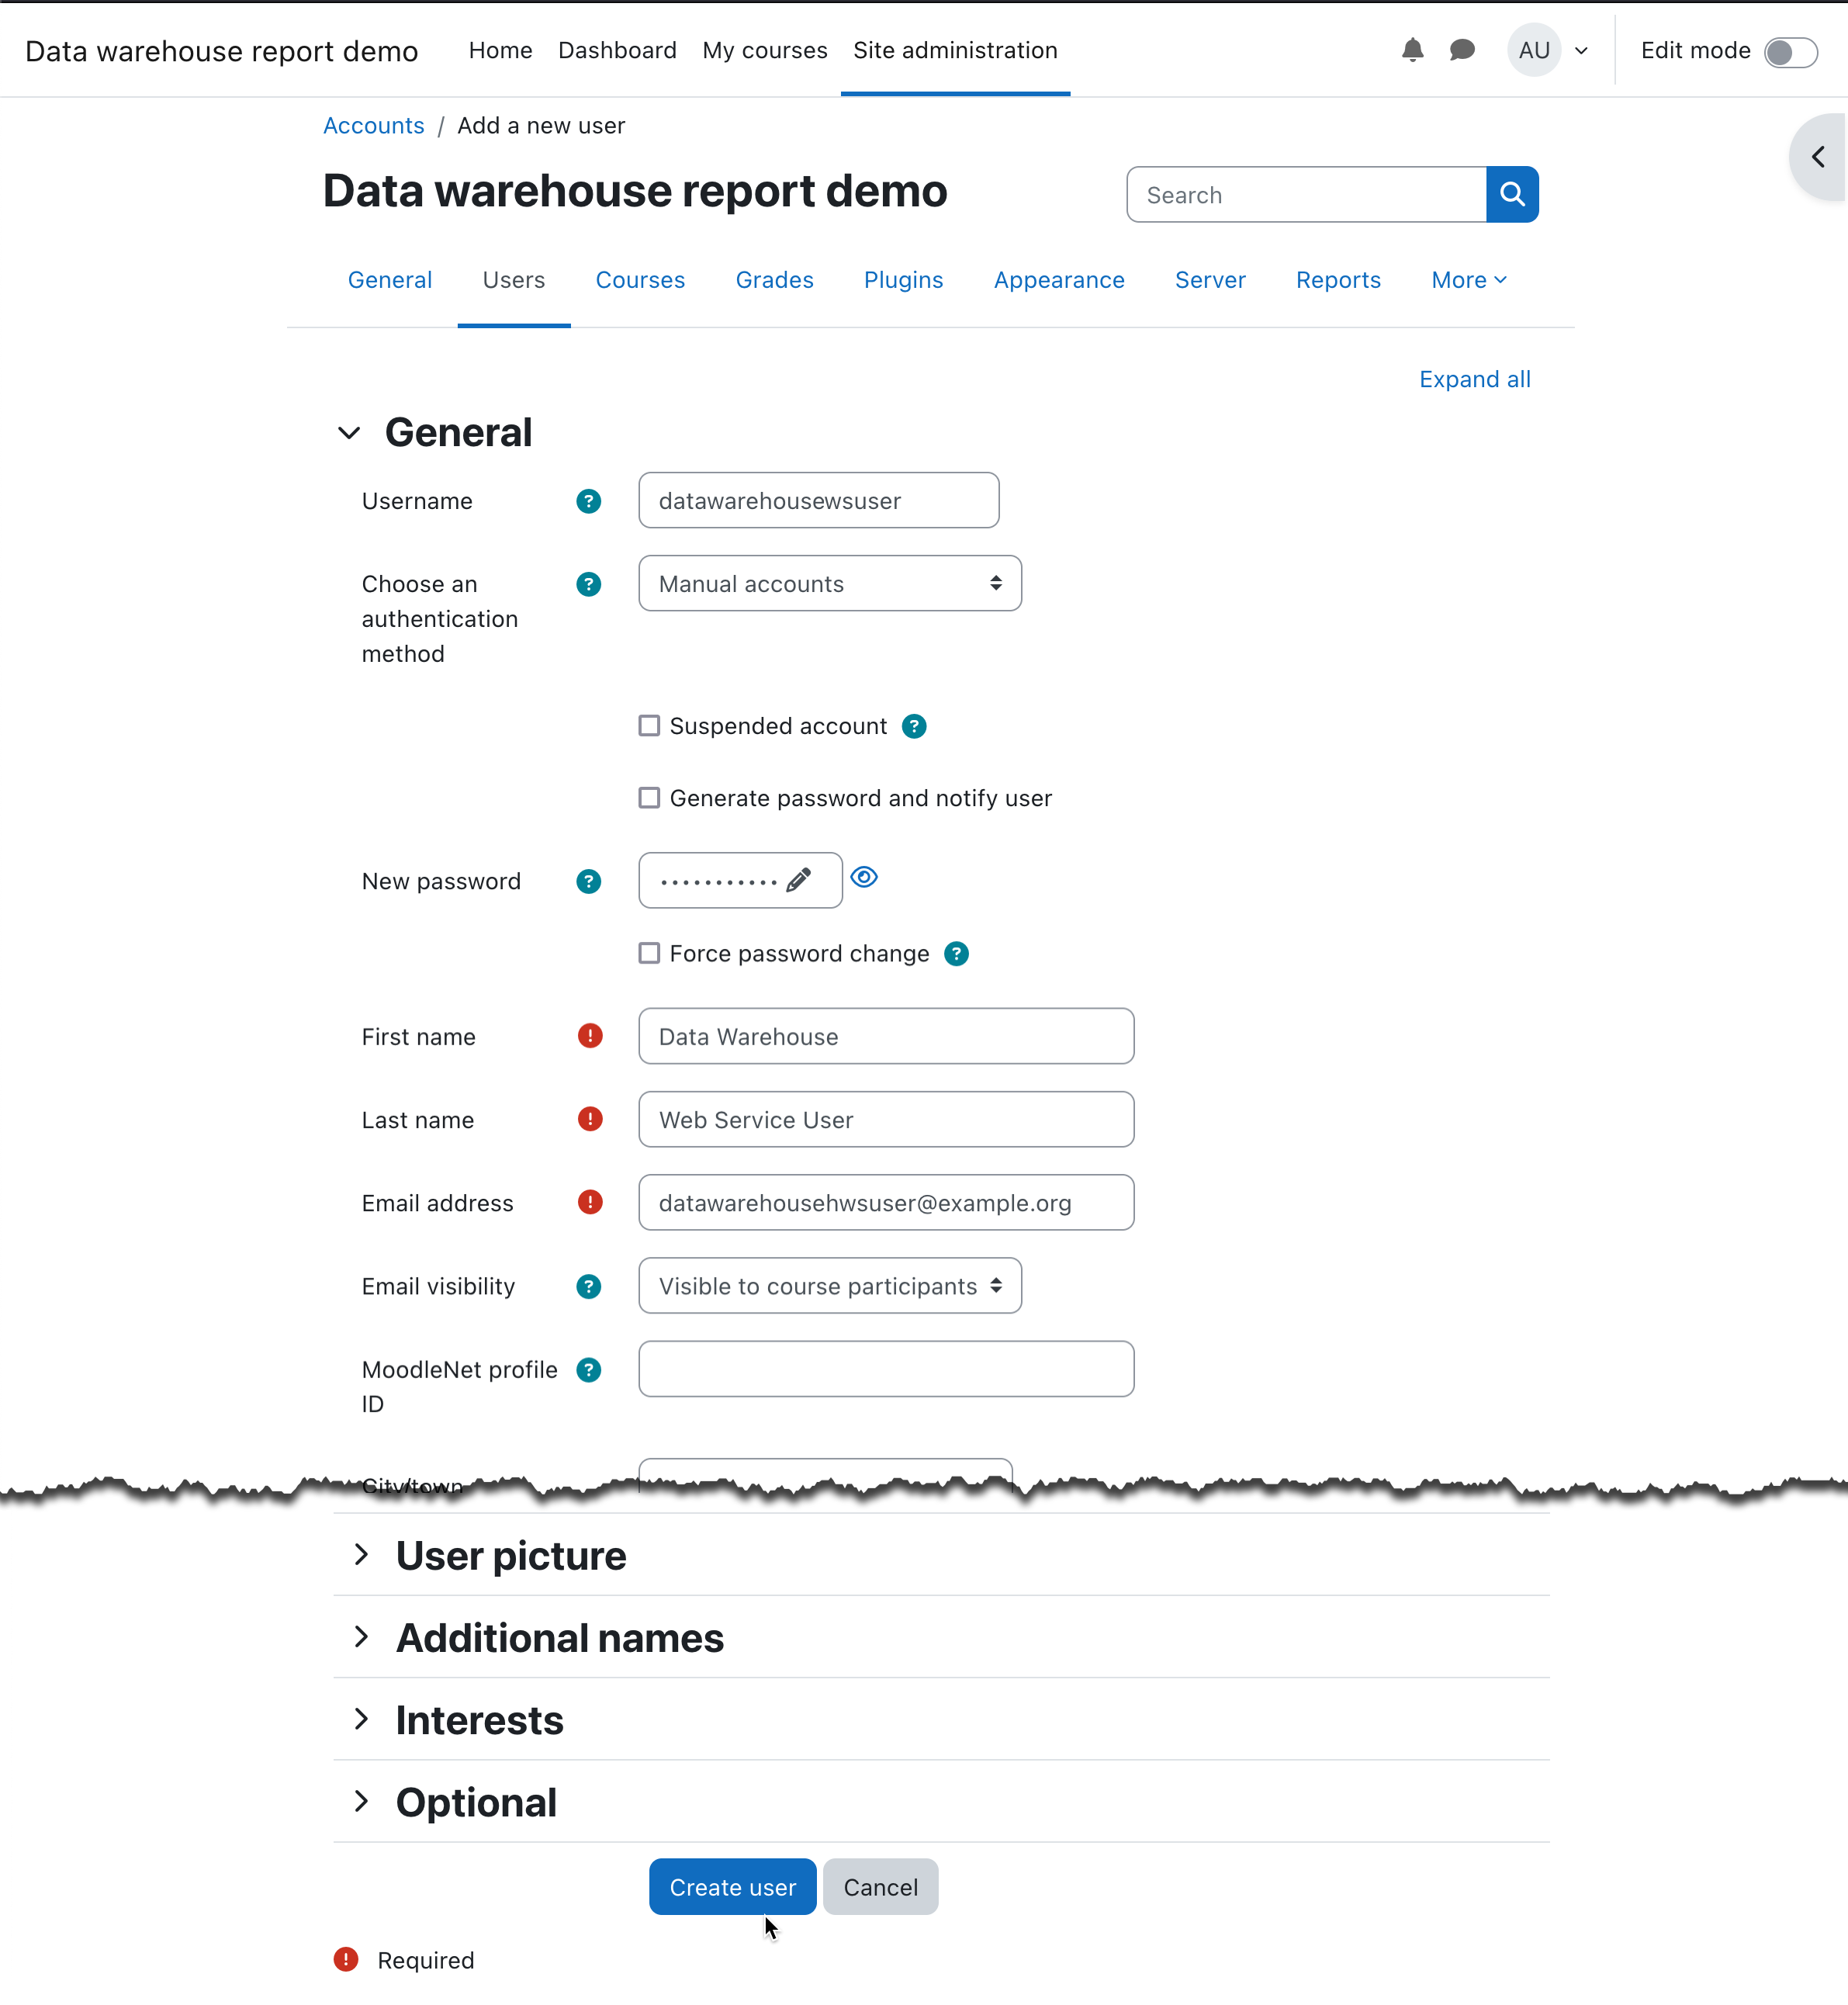 Data warehouse report demo Home Dashboard My courses Site administration AU Edit mode
Accounts / Add a new user
Data warehouse report demo
Search
General Users Courses Grades Plugins Appearance Server Reports More
Expand all
General
Username ? datawarehousewsuser
Choose an ? Manual accounts
authentication
method
Suspended account ?
Generate password and notify user
New password ? ...........
Force password change ?
First name ! Data Warehouse
Last name ! Web Service User
Email address ! datawarehousehwsuser@example.org
Email visibility ? Visible to course participants
MoodleNet profile ?
ID
City/town
User picture
Additional names
Interests
Optional
Create user Cancel
! Required